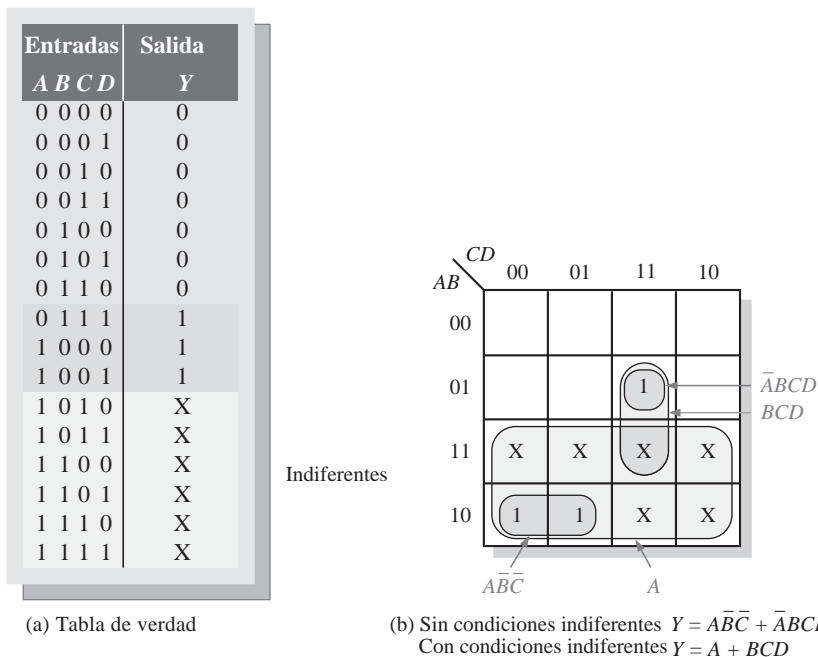 Entradas Salida
A B C D Y
0 0 0 0 0
0 0 0 1 0
0 0 1 0 0
0 0 1 1 0
0 1 0 0 0
0 1 0 1 0
0 1 1 0 0
0 1 1 1 1
1 0 0 0 1
1 0 0 1 1
1 0 1 0 X
1 0 1 1 X
1 1 0 0 X
1 1 0 1 X
1 1 1 0 X
1 1 1 1 X
Indiferentes
(a) Tabla de verdad
CD
AB 00 01 11 10
00
01 1 A̅BCD
BCD
11 X X X X
10 1 1 X X
AB̅C̅ A
(b) Sin condiciones indiferentes Y = AB̅C̅ + A̅BCD
Con condiciones indiferentes Y = A + BCD